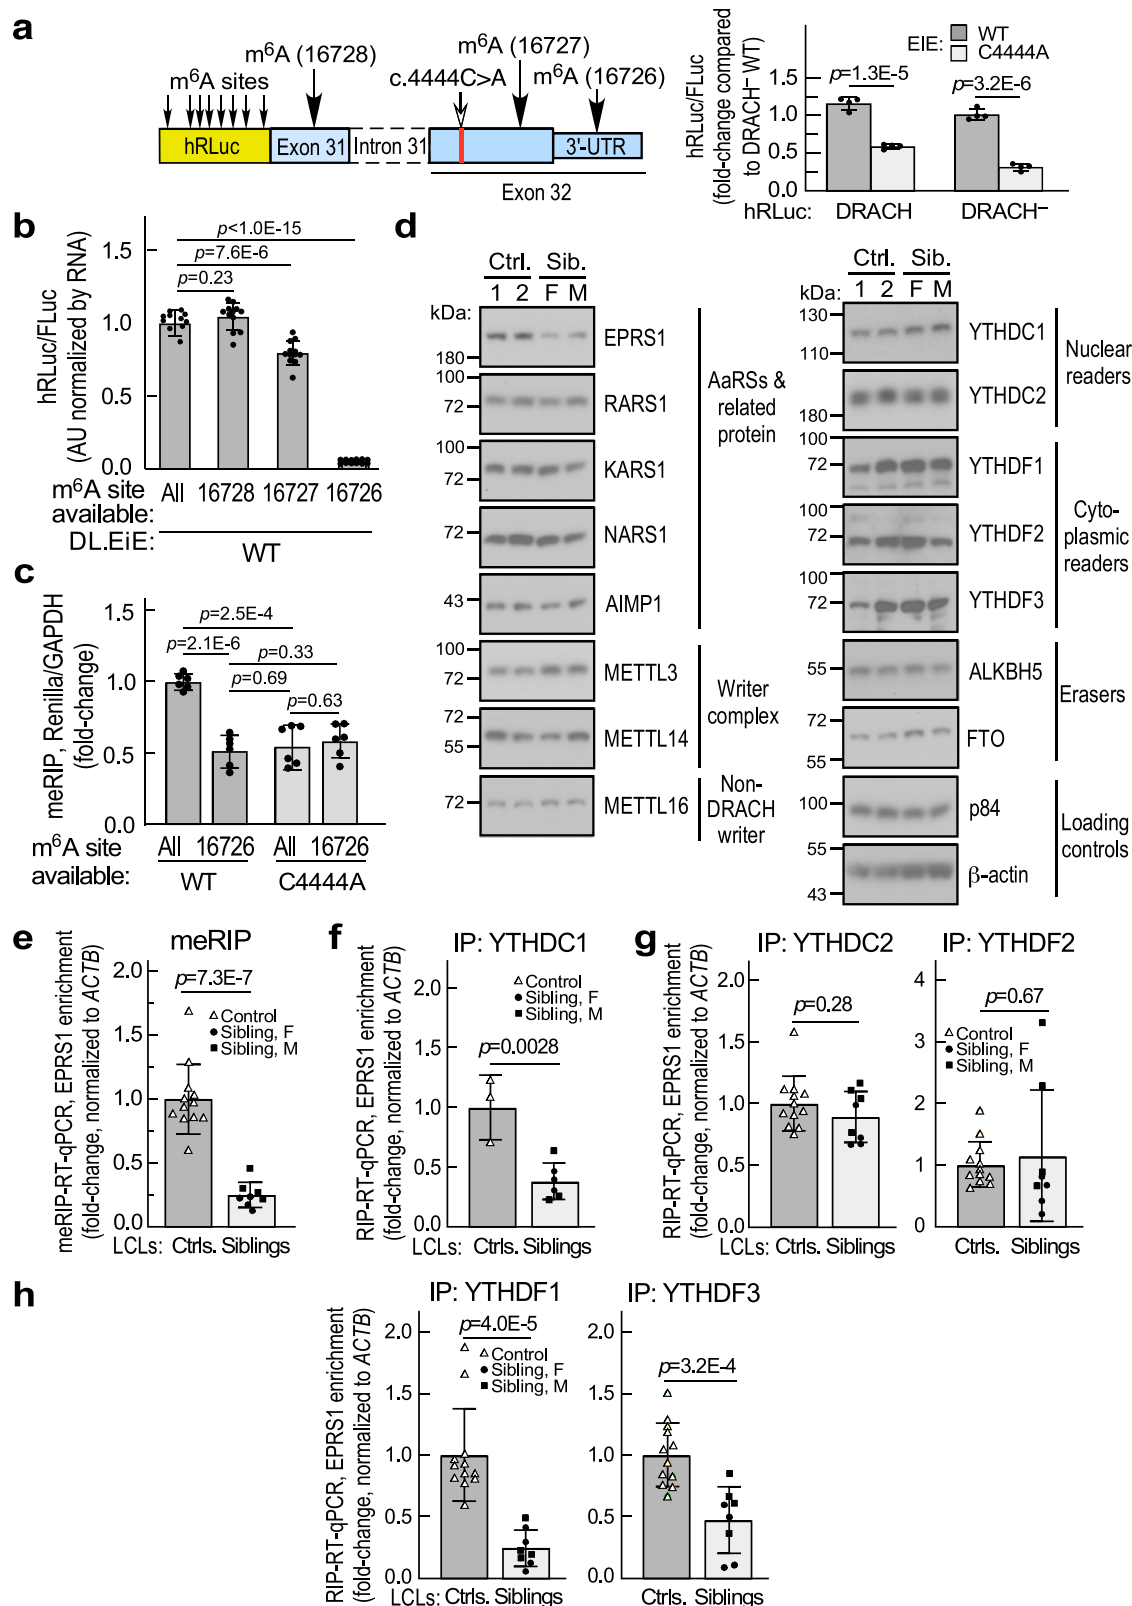 a
m⁶A sites
m⁶A (16728)
c.4444C>A
m⁶A (16727)
m⁶A (16726)
hRLuc
Exon 31
Intron 31
3'-UTR
Exon 32
hRLuc/FLuc
(fold-change compared
to DRACH⁻ WT)
EIE:
WT
C4444A
1.5
1.0
0.5
0.0
p=1.3E-5
p=3.2E-6
hRLuc: DRACH DRACH⁻
b
hRLuc/FLuc
(AU normalized by RNA)
1.5
1.0
0.5
0.0
p<1.0E-15
p=7.6E-6
p=0.23
m⁶A site
available:
All 16728 16727 16726
DL.EiE:
WT
c
meRIP, Renilla/GAPDH
(fold-change)
1.5
1.0
0.5
0.0
p=2.5E-4
p=2.1E-6
p=0.33
p=0.69
p=0.63
m⁶A site
available:
All 16726 All 16726
WT C4444A
d
Ctrl. Sib.
kDa: 1 2 F M
180
EPRS1
100
72
RARS1
100
72
KARS1
72
NARS1
43
AIMP1
AaRSs &
related
protein
100
72
METTL3
72
55
METTL14
Writer
complex
72
METTL16
Non-
DRACH
writer
Ctrl. Sib.
kDa: 1 2 F M
130
110
YTHDC1
180
YTHDC2
Nuclear
readers
100
72
YTHDF1
100
72
YTHDF2
100
72
YTHDF3
Cyto-
plasmic
readers
55
ALKBH5
72
55
FTO
Erasers
100
p84
55
43
β-actin
Loading
controls
e
meRIP
meRIP-RT-qPCR, EPRS1 enrichment
(fold-change, normalized to ACTB)
2.0
1.5
1.0
0.5
0.0
p=7.3E-7
Control
Sibling, F
Sibling, M
LCLs: Ctrls. Siblings
f
IP: YTHDC1
RIP-RT-qPCR, EPRS1 enrichment
(fold-change, normalized to ACTB)
2.0
1.5
1.0
0.5
0.0
Control
Sibling, F
Sibling, M
p=0.0028
LCLs: Ctrls. Siblings
g
IP: YTHDC2
RIP-RT-qPCR, EPRS1 enrichment
(fold-change, normalized to ACTB)
2.0
1.5
1.0
0.5
0.0
p=0.28
LCLs: Ctrls. Siblings
IP: YTHDF2
4
3
2
1
0
p=0.67
Control
Sibling, F
Sibling, M
Ctrls. Siblings
h
IP: YTHDF1
RIP-RT-qPCR, EPRS1 enrichment
(fold-change, normalized to ACTB)
2.0
1.5
1.0
0.5
0.0
p=4.0E-5
Control
Sibling, F
Sibling, M
LCLs: Ctrls. Siblings
IP: YTHDF3
2.0
1.5
1.0
0.5
0.0
p=3.2E-4
Ctrls. Siblings